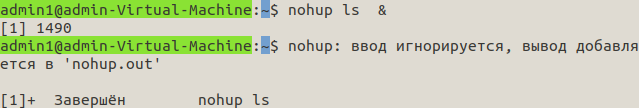 admin1@admin-Virtual-Machine:~$ nohup ls  &
[1] 1490
admin1@admin-Virtual-Machine:~$ nohup: ввод игнорируется, вывод добавля
ется в 'nohup.out'
[1]+  Завершён        nohup ls